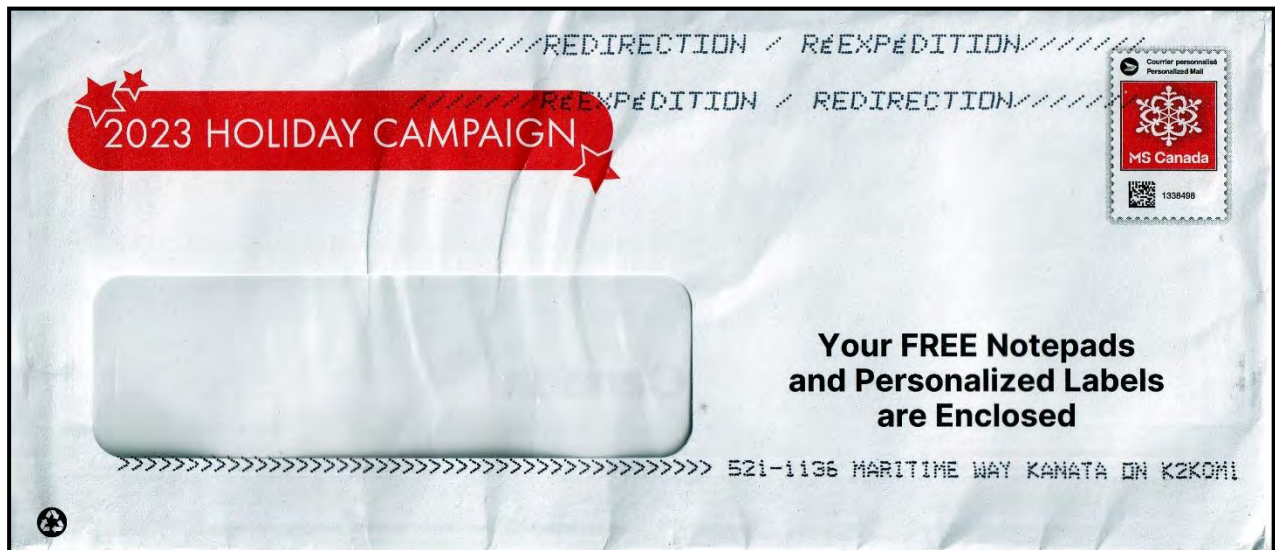 ///////REDIRECTION / RÉEXPÉDITION///////
///////RÉEXPÉDITION / REDIRECTION///////
2023 HOLIDAY CAMPAIGN
Courrier personnalisé
Personalized Mail
MS Canada
1338498
Your FREE Notepads
and Personalized Labels
are Enclosed
>>>>>>>>>>>>>>>>>>>>>>>>>>>>>>>>>>>>>>>>>>> 521-1136 MARITIME WAY KANATA ON K2K0M1